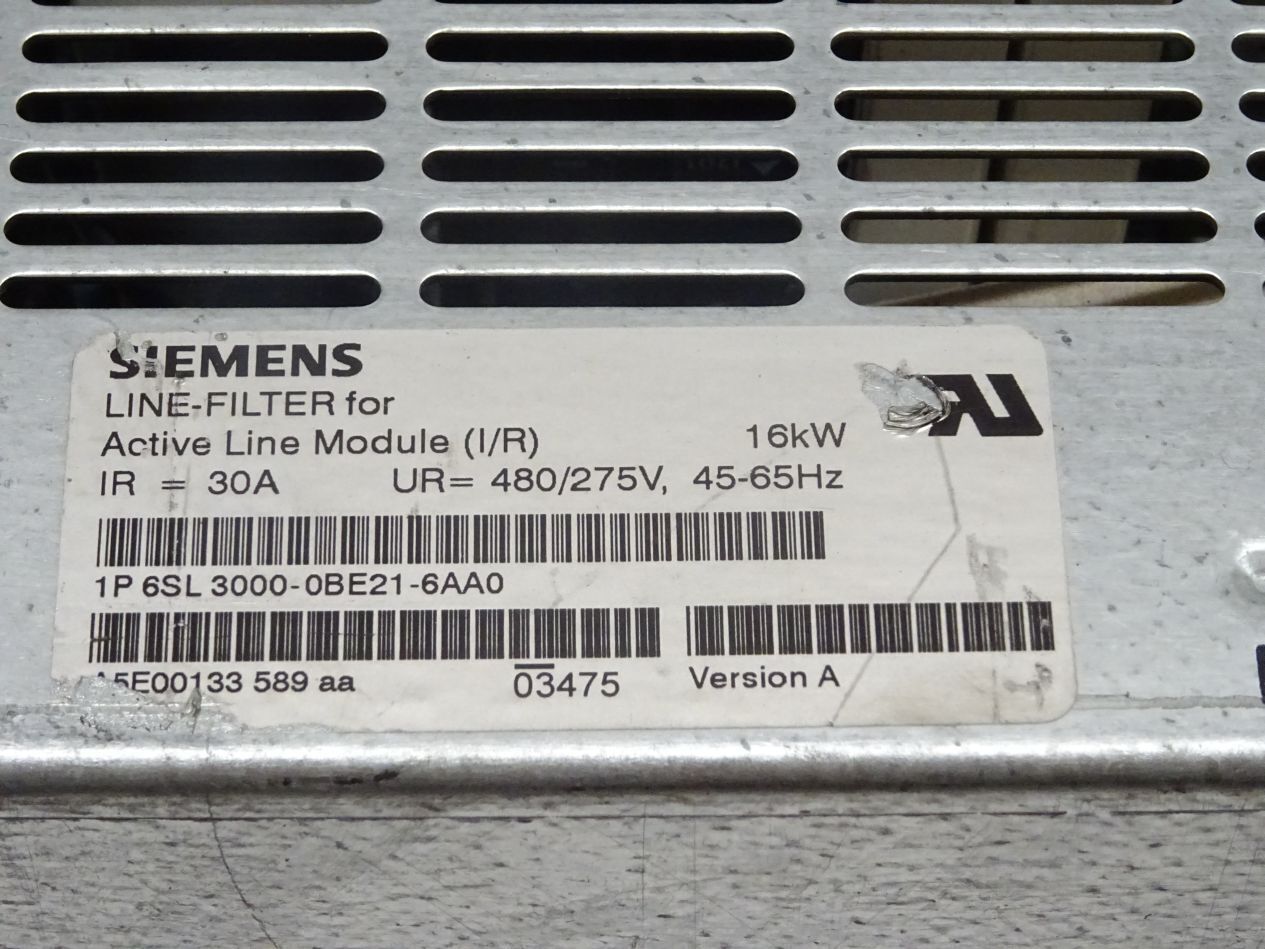 SIEMENS
LINE-FILTER for
Active Line Module (I/R) 16kW
IR = 30A UR= 480/275V, 45-65Hz
1P 6SL 3000-0BE21-6AA0
A5E00133 589 aa 03475 Version A